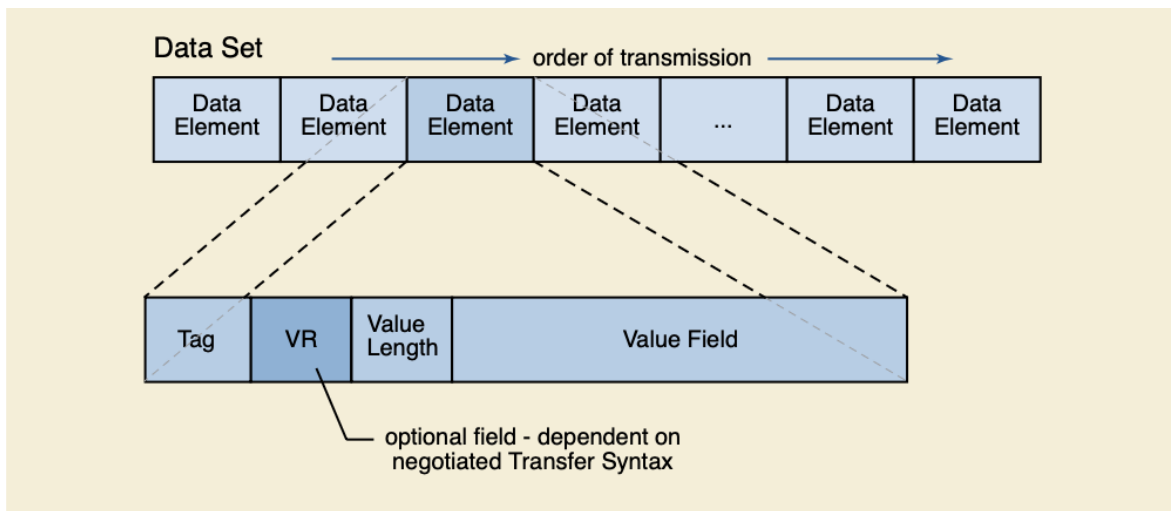 Data Set
order of transmission
Data
Element
Data
Element
Data
Element
Data
Element
...
Data
Element
Data
Element
Tag
VR
Value
Length
Value Field
optional field - dependent on
negotiated Transfer Syntax